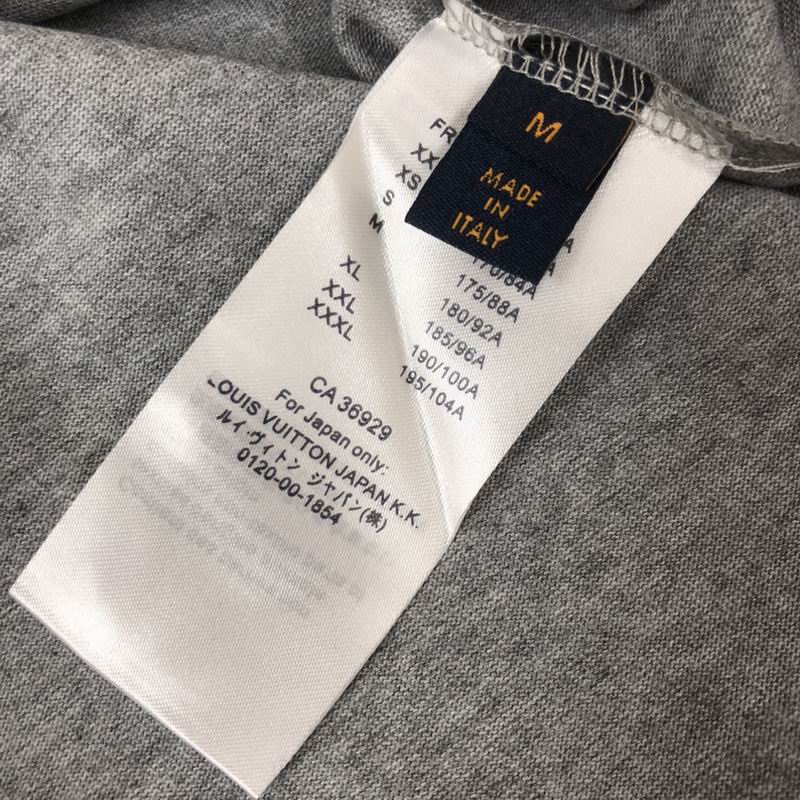 M
MADE
IN
ITALY
FR
XX
XS
S
M
XL
XXL
XXXL
170/84A
175/88A
180/92A
185/96A
190/100A
195/104A
CA 36929
For Japan only:
LOUIS VUITTON JAPAN K.K.
ルイ・ヴィトン ジャパン(株)
0120-00-1854